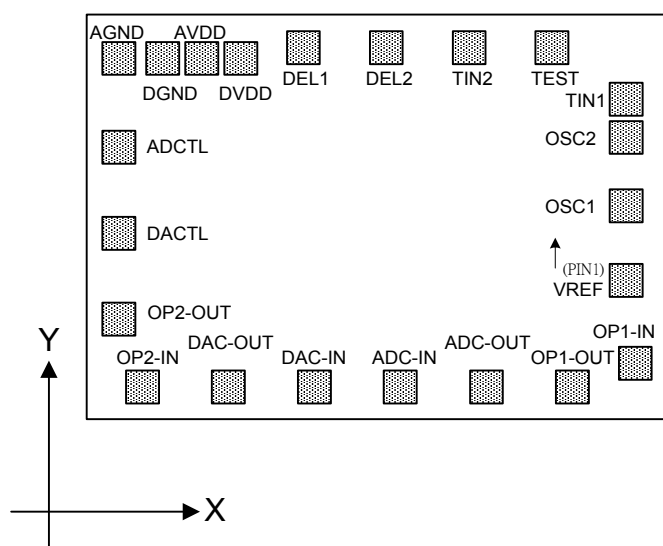 AGND AVDD
DGND DVDD DEL1 DEL2 TIN2 TEST
TIN1
ADCTL OSC2
DACTL OSC1
(PIN1)
VREF
OP2-OUT
Y OP2-IN DAC-OUT DAC-IN ADC-IN ADC-OUT OP1-OUT OP1-IN
X